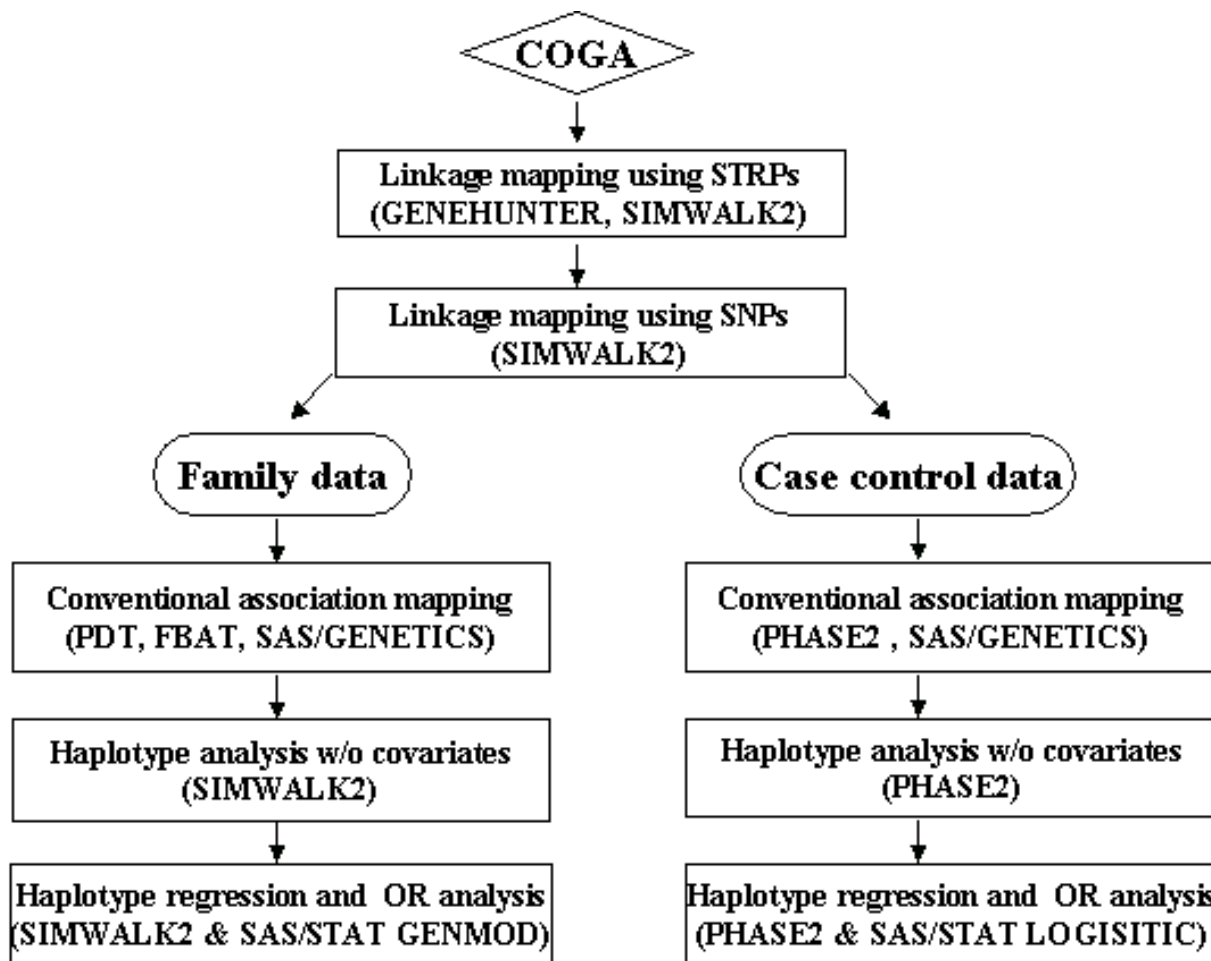 COGA
Linkage mapping using STRPs
(GENEHUNTER, SIMWALK2)
Linkage mapping using SNPs
(SIMWALK2)
Family data
Case control data
Conventional association mapping
(PDT, FBAT, SAS/GENETICS)
Conventional association mapping
(PHASE2 , SAS/GENETICS)
Haplotype analysis w/o covariates
(SIMWALK2)
Haplotype analysis w/o covariates
(PHASE2)
Haplotype regression and OR analysis
(SIMWALK2 & SAS/STAT GENMOD)
Haplotype regression and OR analysis
(PHASE2 & SAS/STAT LOGISITIC)